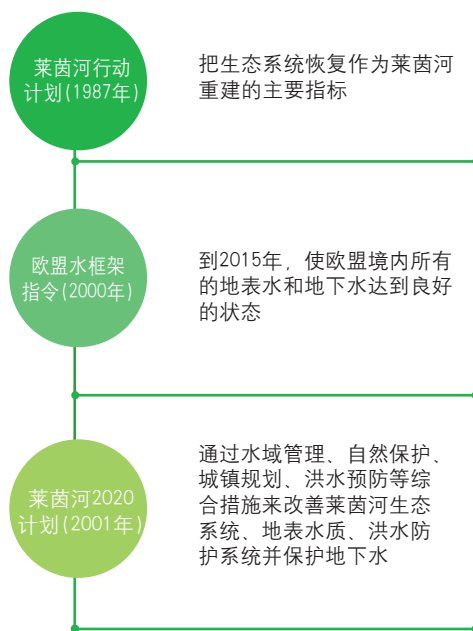 莱茵河行动
计划(1987年)
把生态系统恢复作为莱茵河
重建的主要指标
欧盟水框架
指令(2000年)
到2015年，使欧盟境内所有
的地表水和地下水达到良好
的状态
莱茵河2020
计划(2001年)
通过水域管理、自然保护、
城镇规划、洪水预防等综
合措施来改善莱茵河生态
系统、地表水质、洪水防
护系统并保护地下水